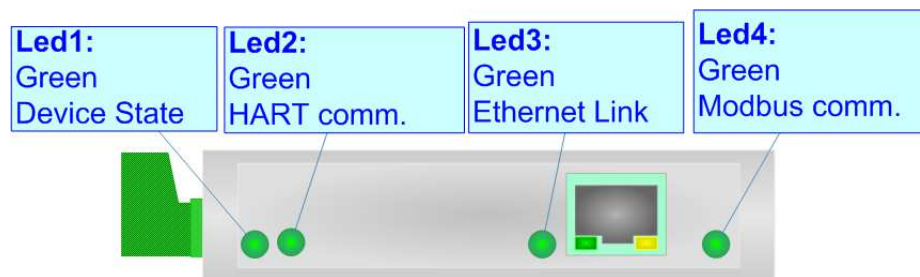 Led1:
Green
Device State
Led2:
Green
HART comm.
Led3:
Green
Ethernet Link
Led4:
Green
Modbus comm.